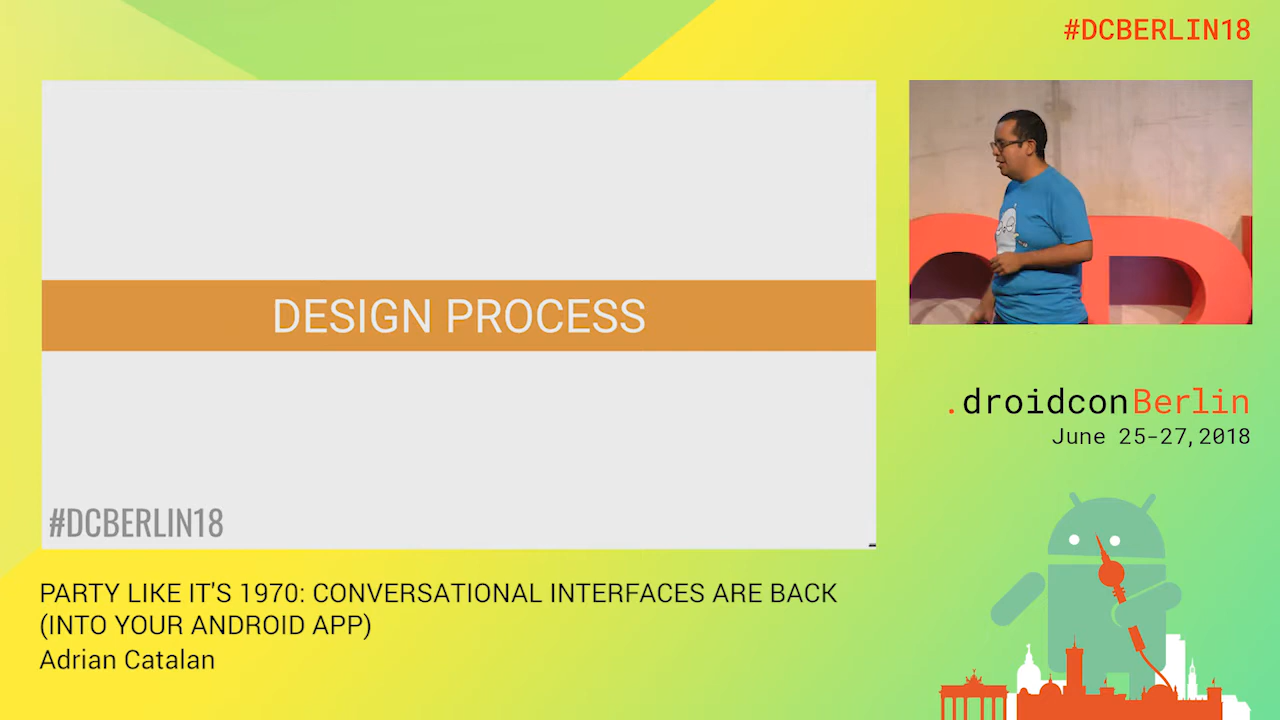 #DCBERLIN18
DESIGN PROCESS
#DCBERLIN18
.droidconBerlin
June 25-27,2018
PARTY LIKE IT'S 1970: CONVERSATIONAL INTERFACES ARE BACK
(INTO YOUR ANDROID APP)
Adrian Catalan